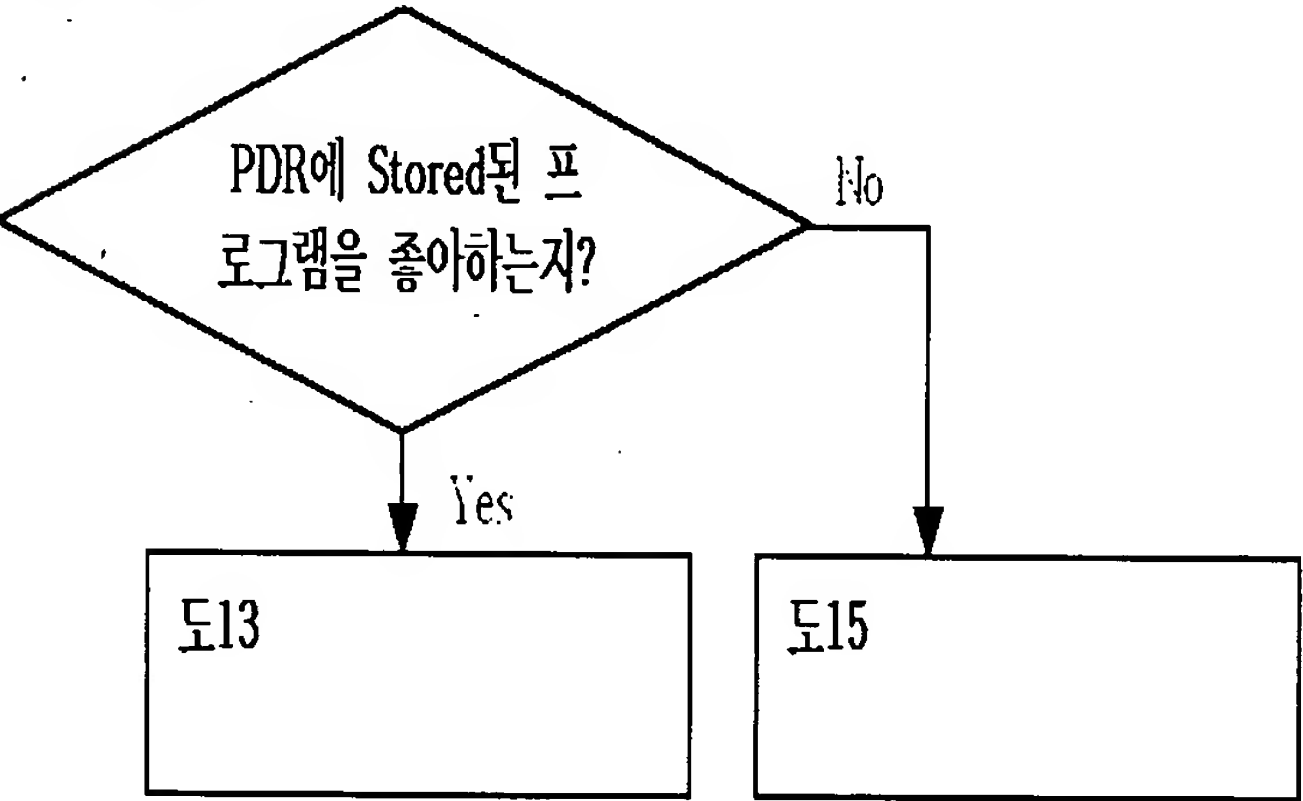 PDR에 Stored된 프
로그램을 좋아하는지?
No
Yes
도13
도15